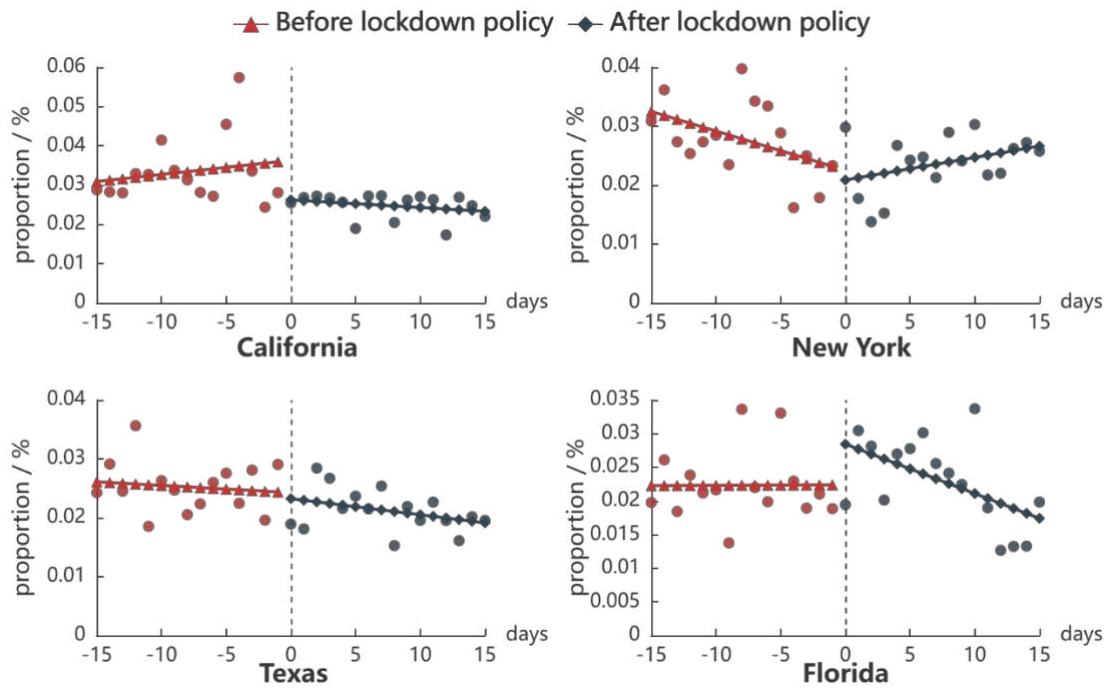 Before lockdown policy After lockdown policy
proportion / %
0.06
0.05
0.04
0.03
0.02
0.01
0
-15 -10 -5 0 5 10 15 days
California
proportion / %
0.04
0.03
0.02
0.01
0
-15 -10 -5 0 5 10 15 days
New York
proportion / %
0.04
0.03
0.02
0.01
0
-15 -10 -5 0 5 10 15 days
Texas
proportion / %
0.035
0.03
0.025
0.02
0.015
0.01
0.005
0
-15 -10 -5 0 5 10 15 days
Florida